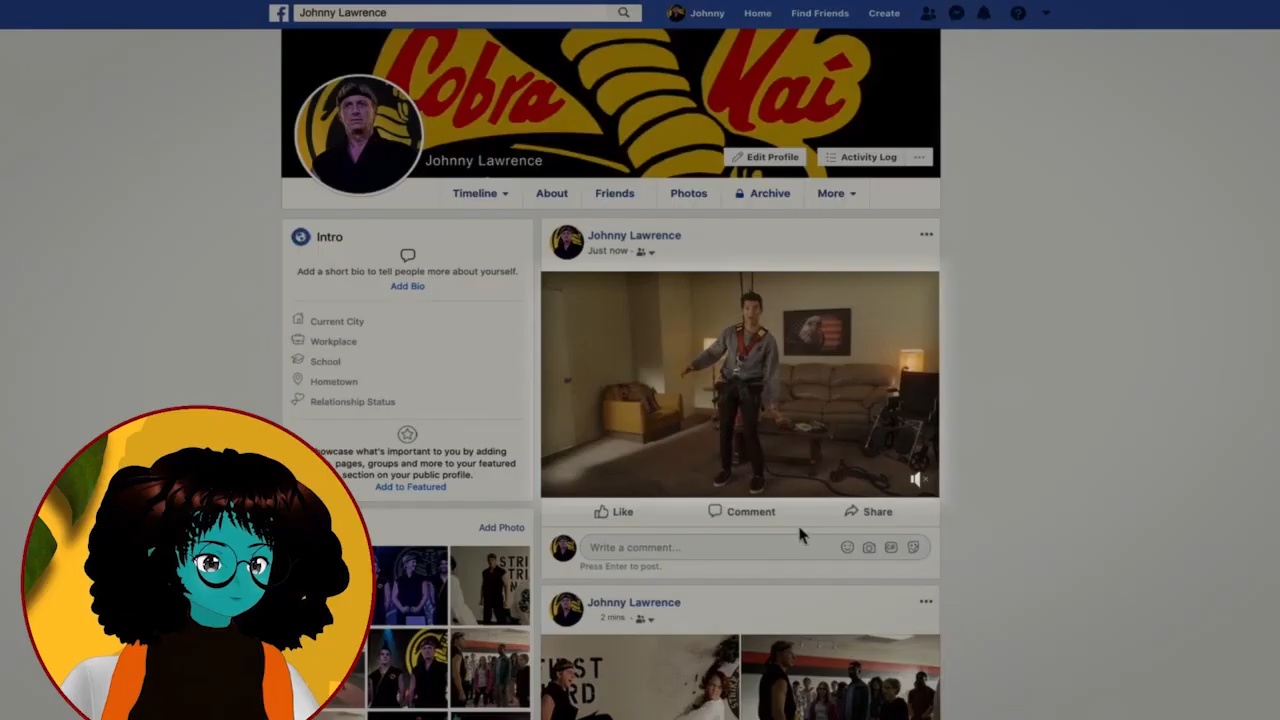 Johnny Lawrence
Johnny
Home
Find Friends
Create
Cobra Kai
Johnny Lawrence
Edit Profile
Activity Log
Timeline
About
Friends
Photos
Archive
More
Intro
Add a short bio to tell people more about yourself.
Add Bio
Current City
Workplace
School
Hometown
Relationship Status
howcase what's important to you by adding
pages, groups and more to your featured
section on your public profile.
Add to Featured
Add Photo
Johnny Lawrence
Just now
Like
Comment
Share
Write a comment...
Press Enter to post.
Johnny Lawrence
2 mins